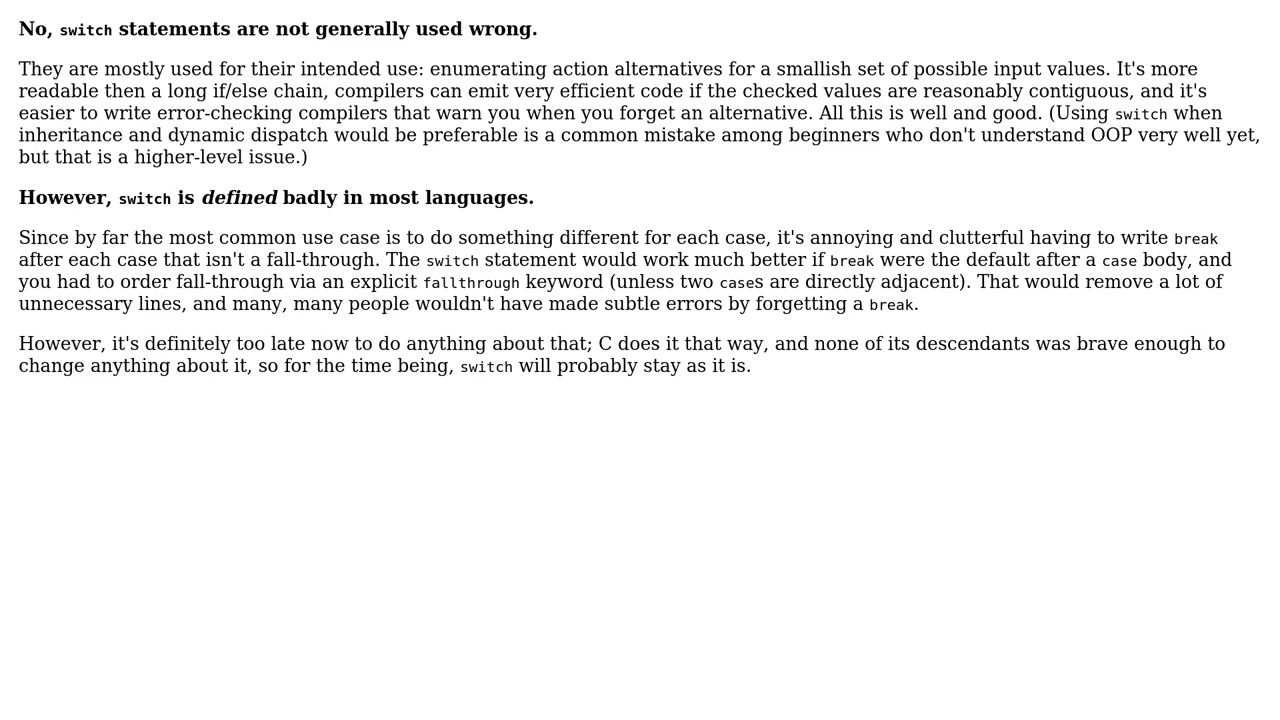 No, switch statements are not generally used wrong.
They are mostly used for their intended use: enumerating action alternatives for a smallish set of possible input values. It's more
readable then a long if/else chain, compilers can emit very efficient code if the checked values are reasonably contiguous, and it's
easier to write error-checking compilers that warn you when you forget an alternative. All this is well and good. (Using switch when
inheritance and dynamic dispatch would be preferable is a common mistake among beginners who don't understand OOP very well yet,
but that is a higher-level issue.)
However, switch is defined badly in most languages.
Since by far the most common use case is to do something different for each case, it's annoying and clutterful having to write break
after each case that isn't a fall-through. The switch statement would work much better if break were the default after a case body, and
you had to order fall-through via an explicit fallthrough keyword (unless two cases are directly adjacent). That would remove a lot of
unnecessary lines, and many, many people wouldn't have made subtle errors by forgetting a break.
However, it's definitely too late now to do anything about that; C does it that way, and none of its descendants was brave enough to
change anything about it, so for the time being, switch will probably stay as it is.